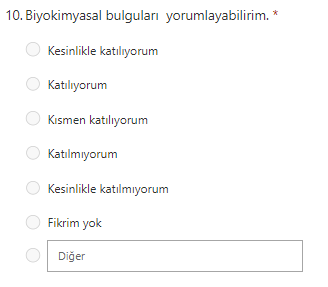 10. Biyokimyasal bulguları yorumlayabilirim. *
Kesinlikle katılıyorum
Katılıyorum
Kısmen katılıyorum
Katılmıyorum
Kesinlikle katılmıyorum
Fikrim yok
Diğer